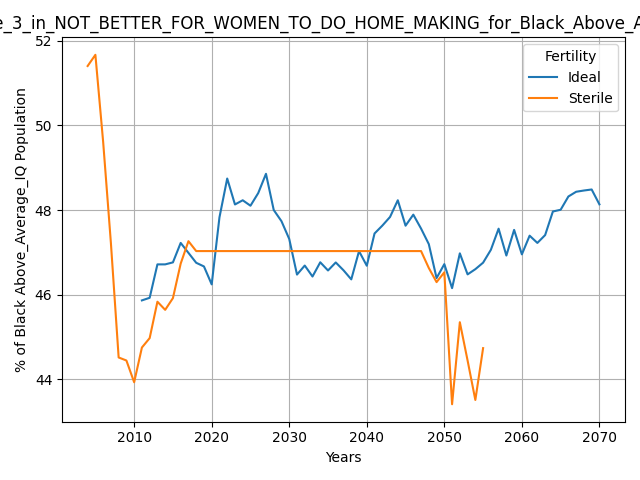 e_3_in_NOT_BETTER_FOR_WOMEN_TO_DO_HOME_MAKING_for_Black_Above_A
Fertility
Ideal
Sterile
% of Black Above_Average_IQ Population
52
50
48
46
44
2010 2020 2030 2040 2050 2060 2070
Years